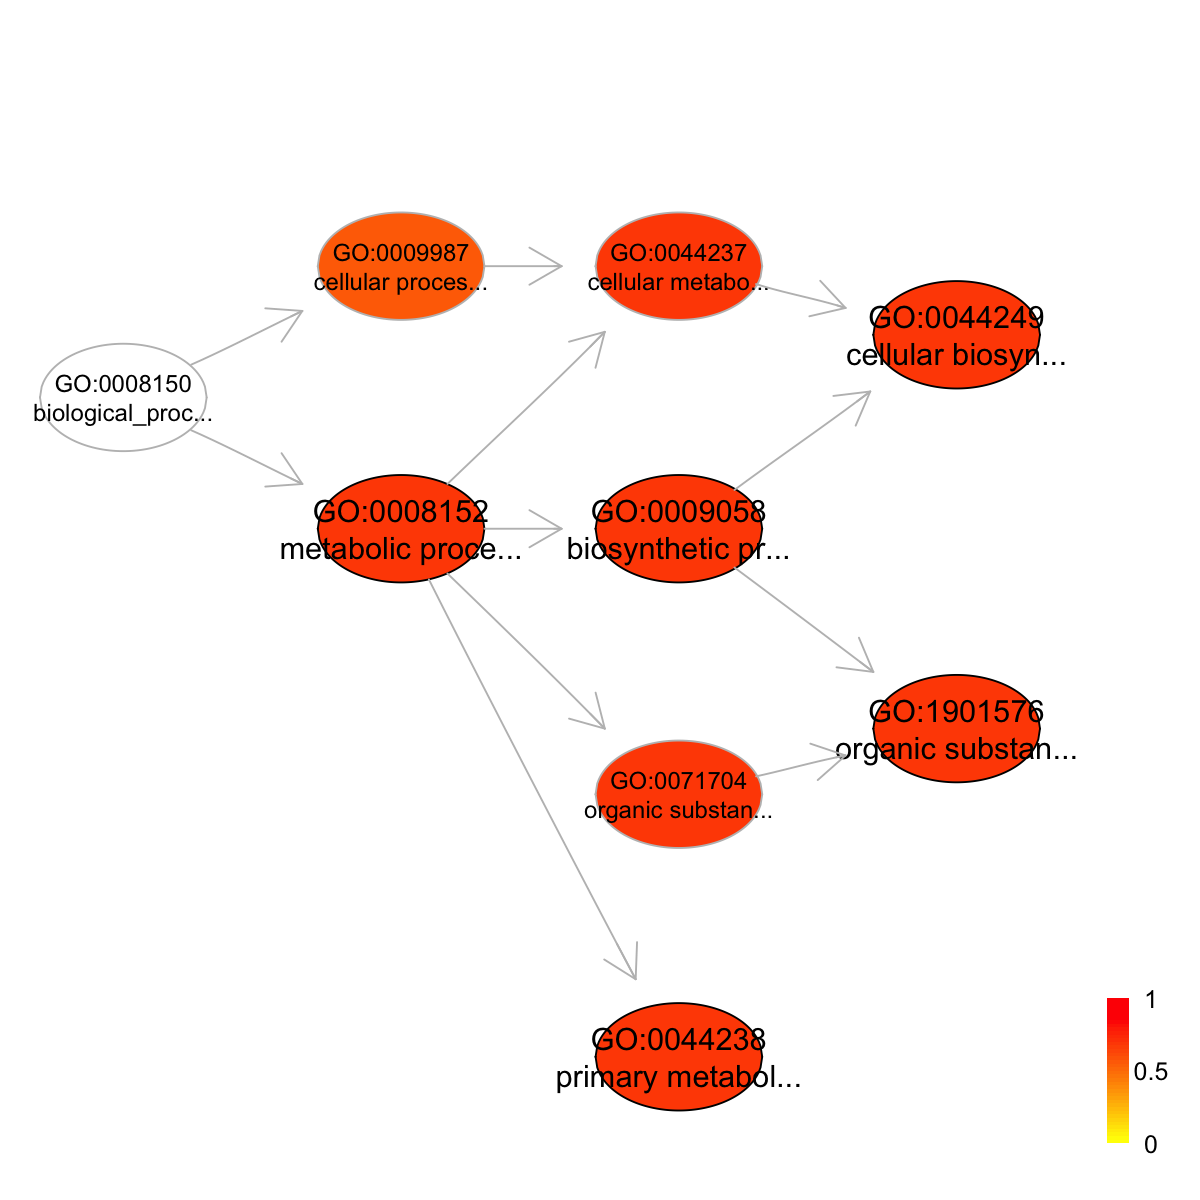 GO:0009987
cellular proces...
GO:0044237
cellular metabo...
GO:0044249
cellular biosyn...
GO:0008150
biological_proc...
GO:0008152
metabolic proce...
GO:0009058
biosynthetic pr...
GO:1901576
organic substan...
GO:0071704
organic substan...
GO:0044238
primary metabol...
1
0.5
0